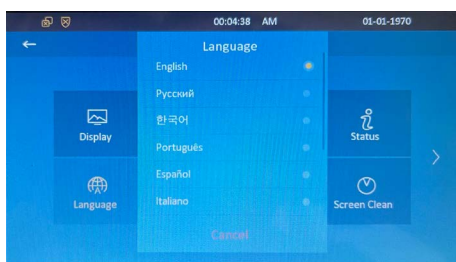 00:04:38 AM 01-01-1970
Language
English
Русский
한국어
Português
Español
Italiano
Cancel
Display
Status
Language
Screen Clean